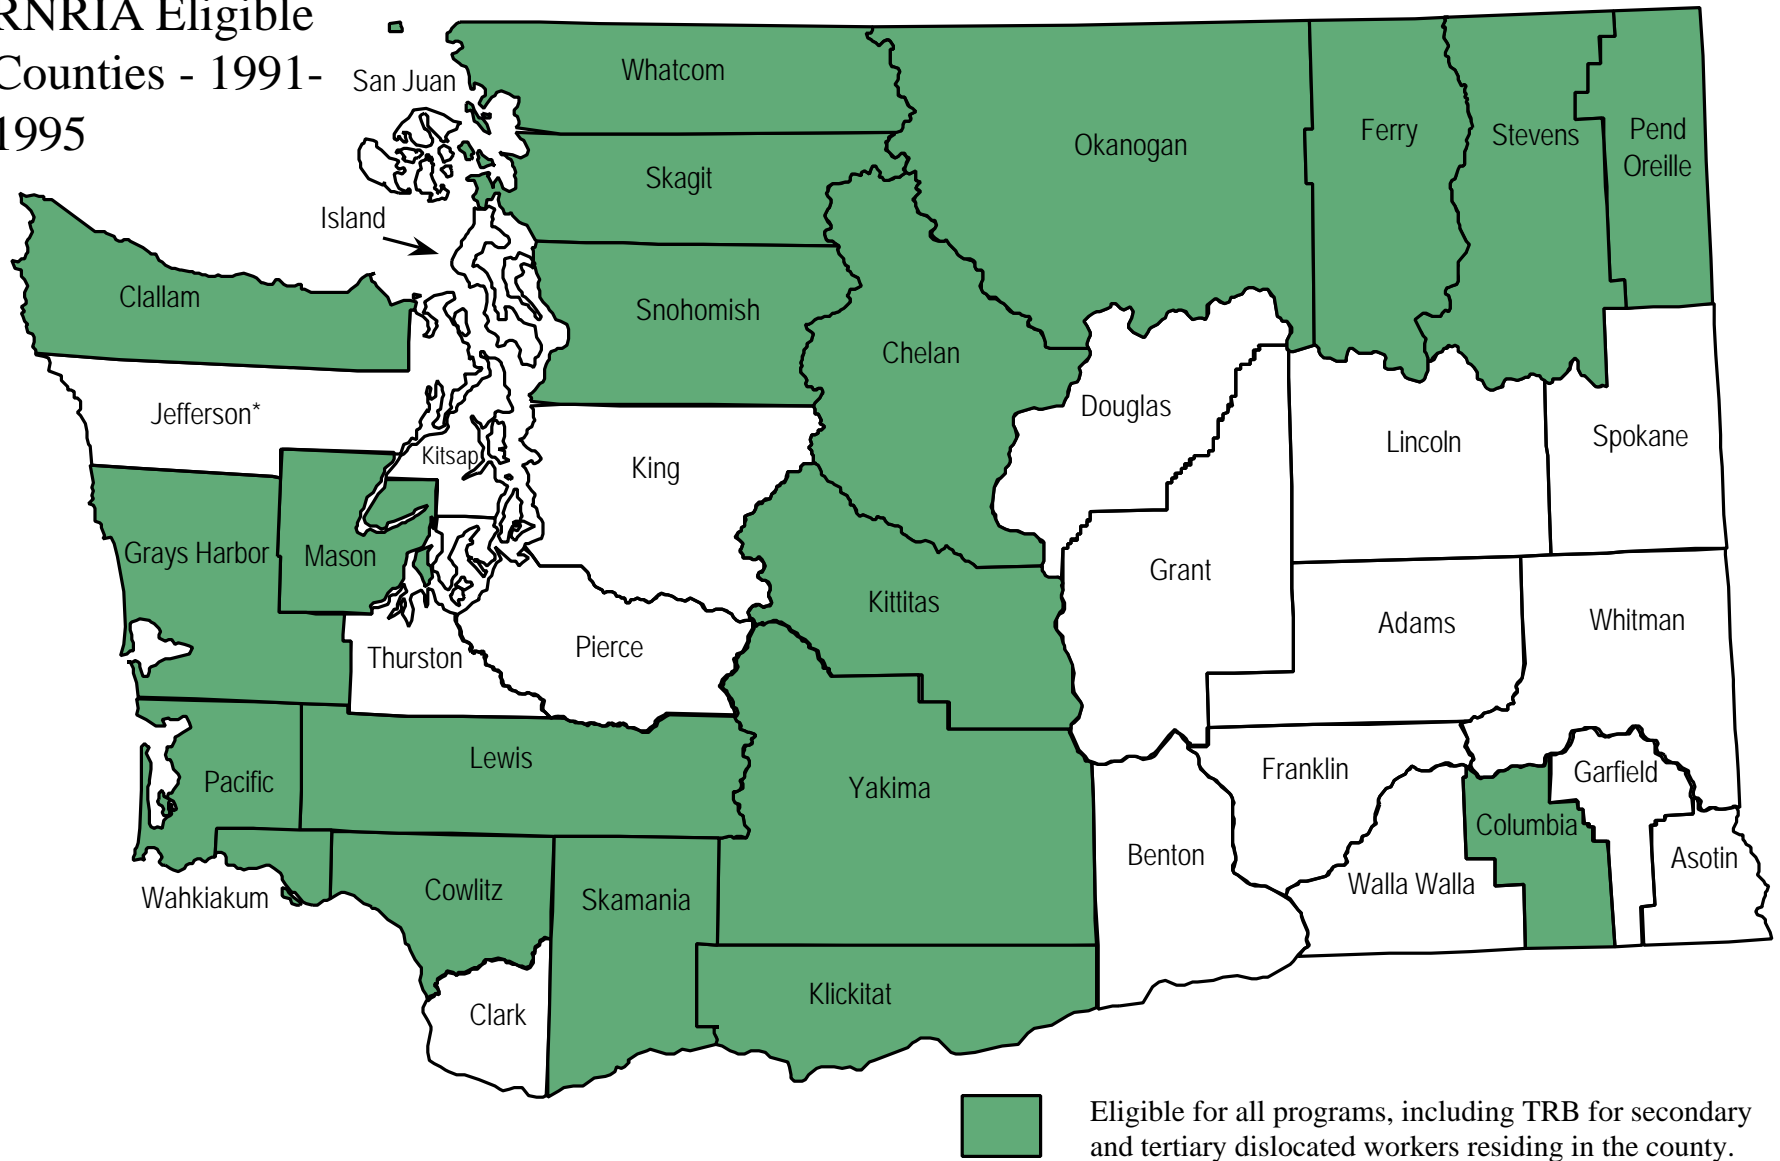 RNRIA Eligible
Counties - 1991-
1995
San Juan
Whatcom
Okanogan
Ferry
Stevens
Pend
Oreille
Skagit
Island
Clallam
Snohomish
Chelan
Jefferson*
Douglas
Kitsap
King
Lincoln
Spokane
Grays Harbor
Mason
Kittitas
Grant
Adams
Whitman
Thurston
Pierce
Lewis
Pacific
Yakima
Franklin
Garfield
Columbia
Benton
Asotin
Wahkiakum
Cowlitz
Skamania
Walla Walla
Klickitat
Clark
Eligible for all programs, including TRB for secondary
and tertiary dislocated workers residing in the county.